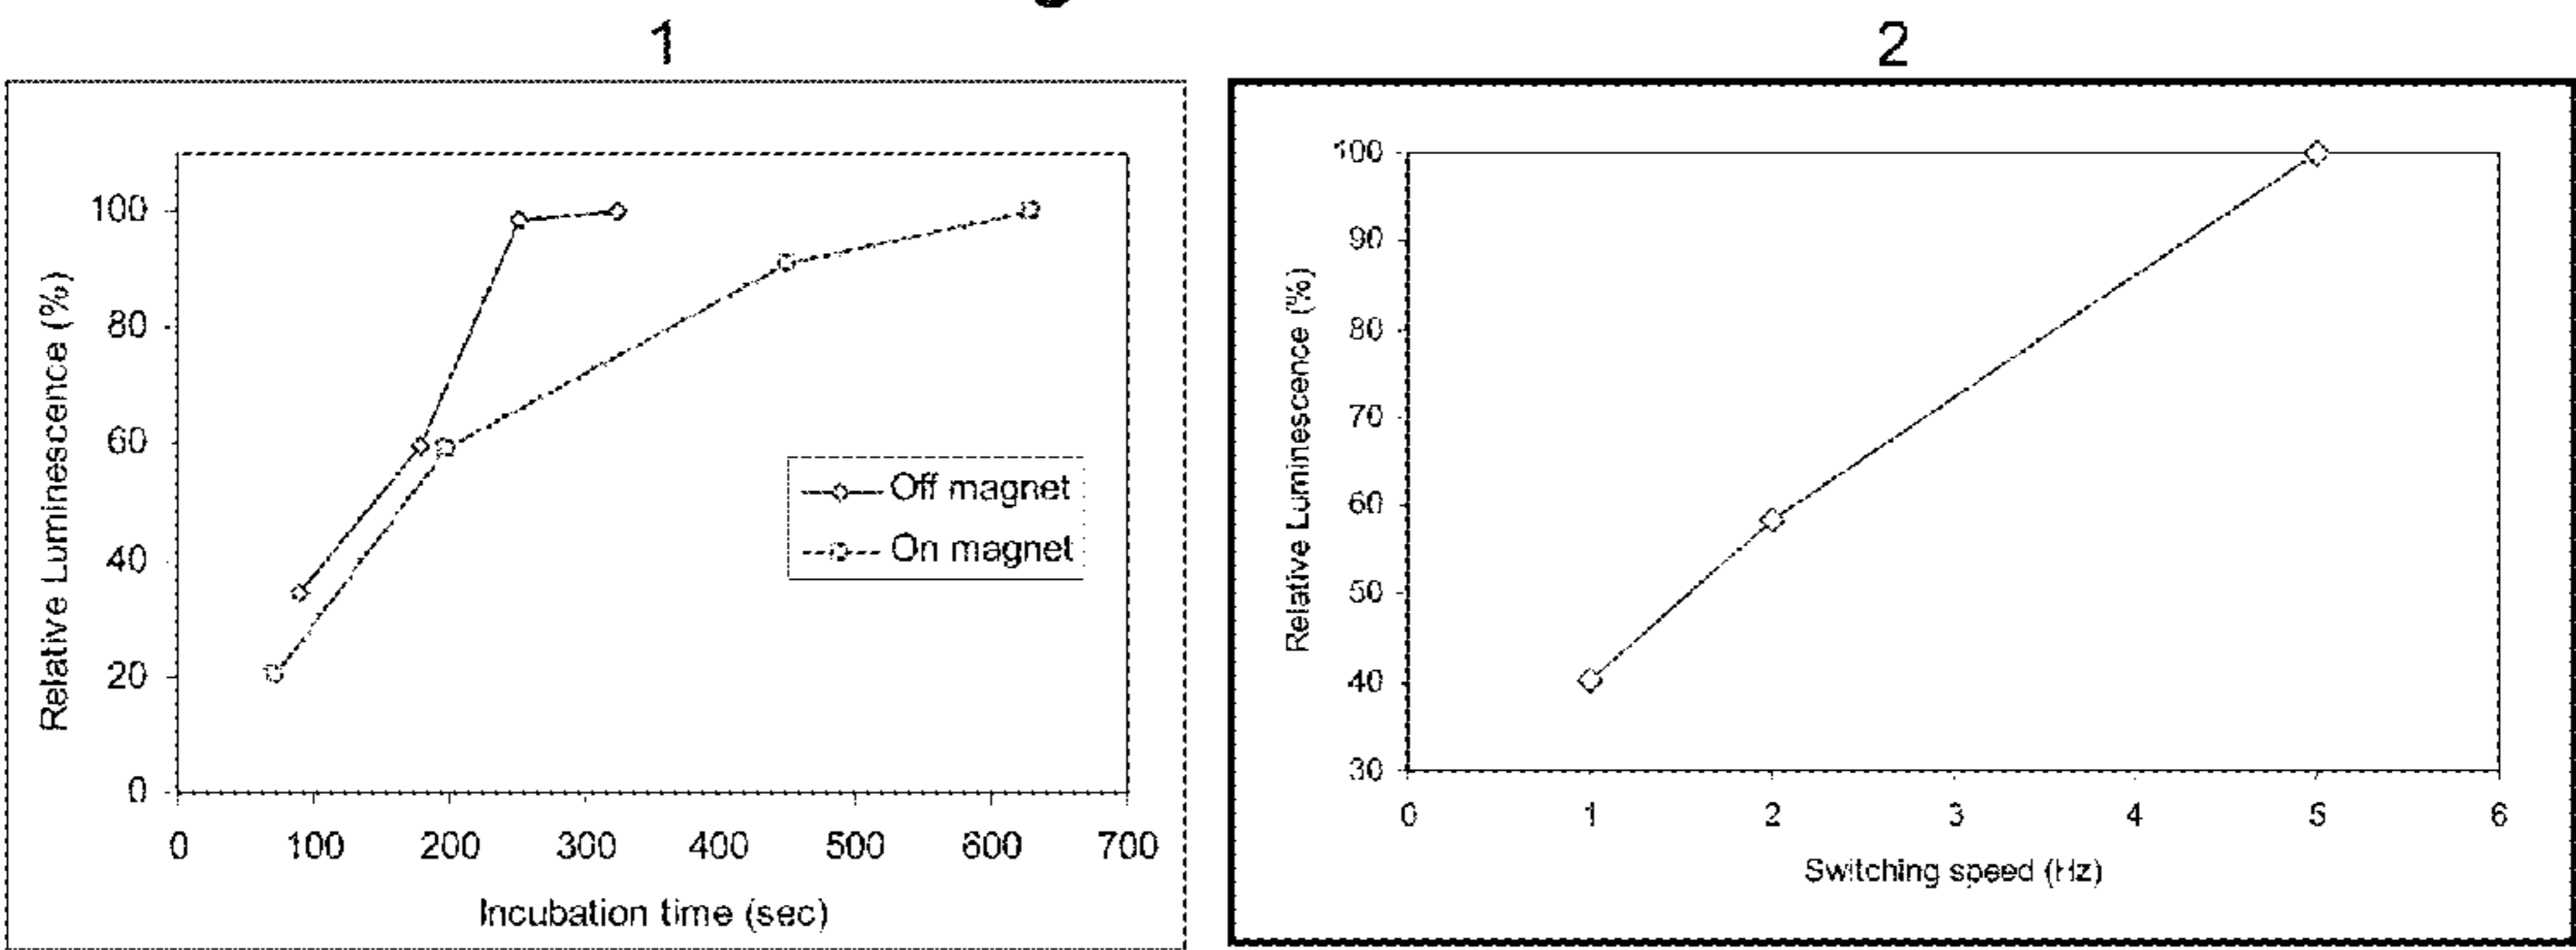 1
2
Relative Luminescence (%)
100
80
60
40
20
0
0 100 200 300 400 500 600 700
Incubation time (sec)
Off magnet
On magnet
Relative Luminescence (%)
100
90
80
70
60
50
40
30
0 1 2 3 4 5 6
Switching speed (Hz)